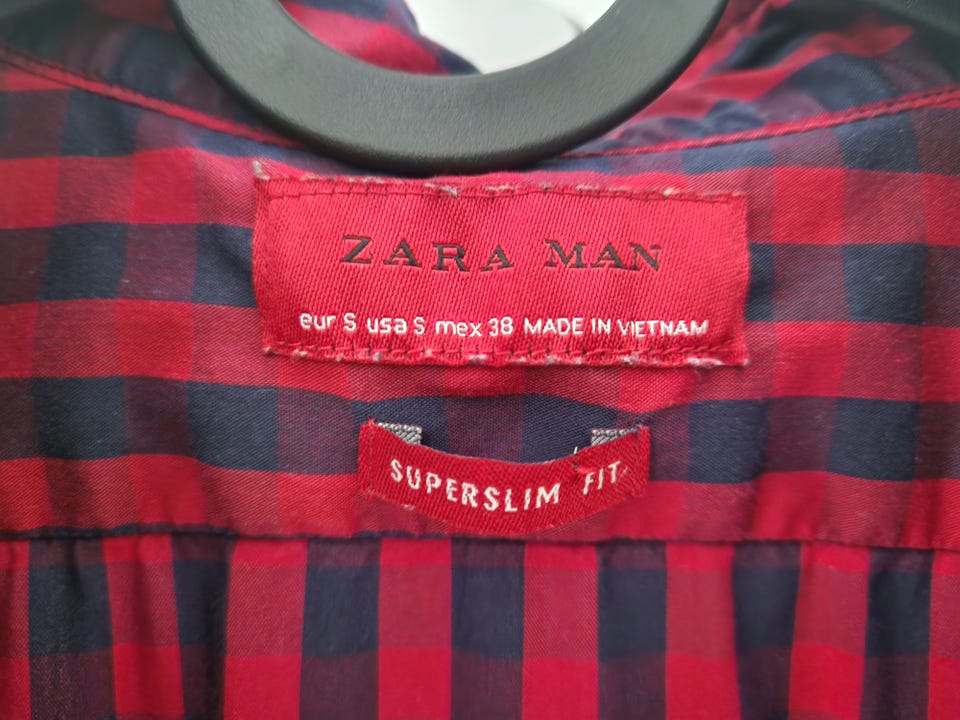 ZARA MAN
eur S usa S mex 38 MADE IN VIETNAM
SUPERSLIM FIT